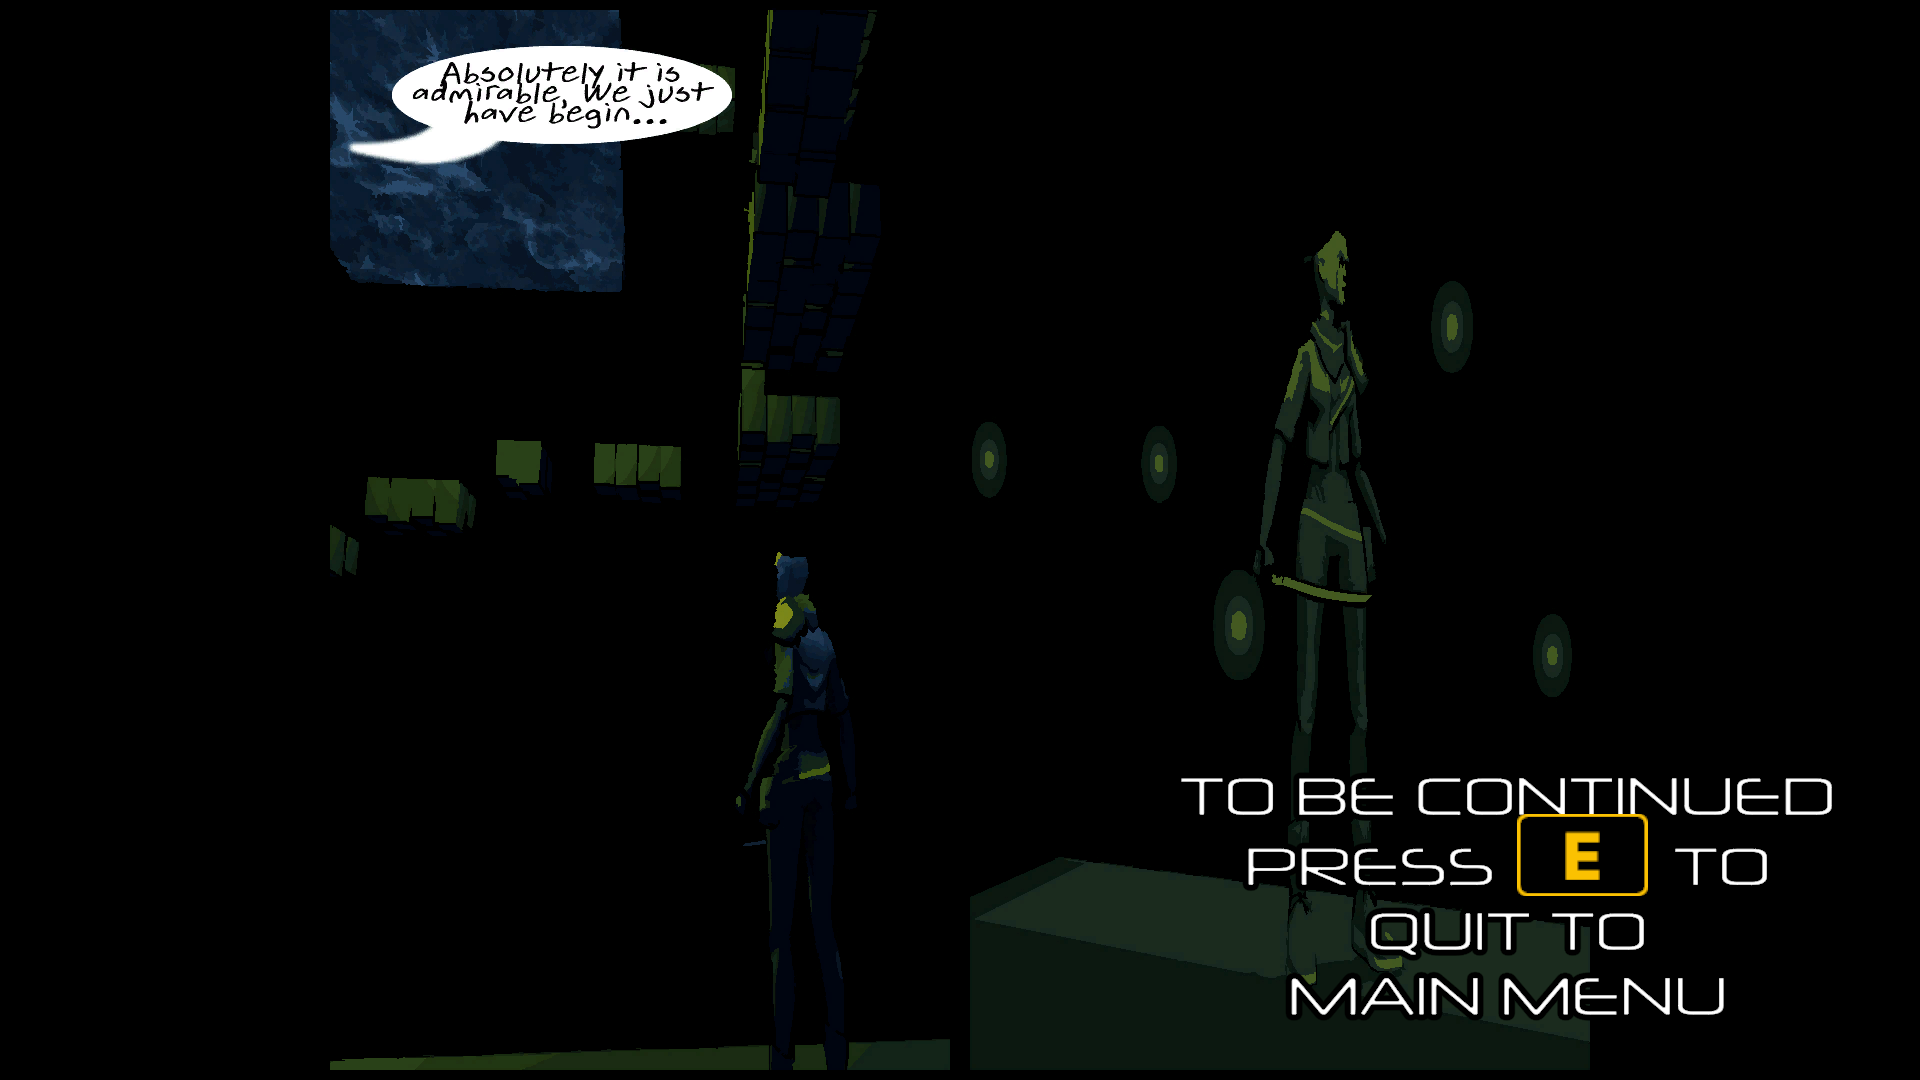 Absolutely it is
admirable, We just
have begin...
TO BE CONTINUED
PRESS E TO
QUIT TO
MAIN MENU